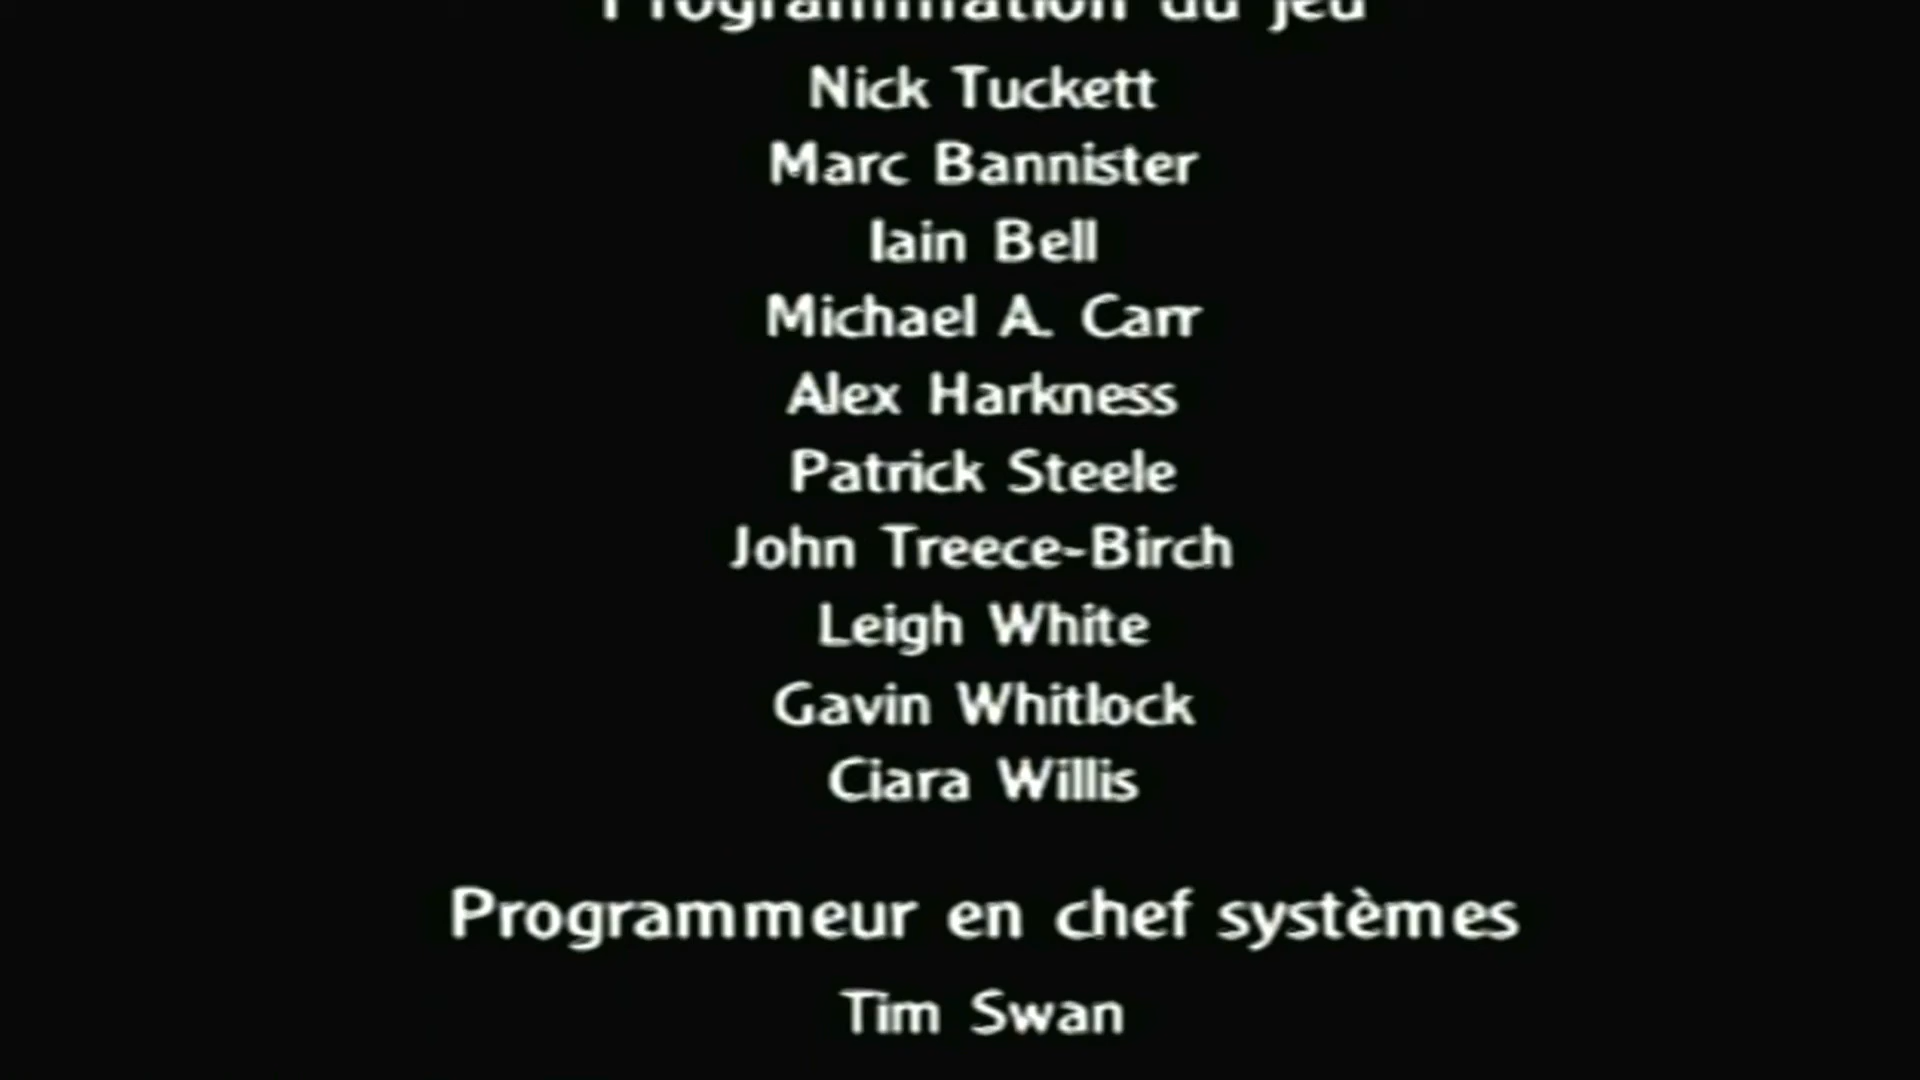 Programmation du jeu
Nick Tuckett
Marc Bannister
Iain Bell
Michael A. Carr
Alex Harkness
Patrick Steele
John Treece-Birch
Leigh White
Gavin Whitlock
Ciara Willis
Programmeur en chef systèmes
Tim Swan